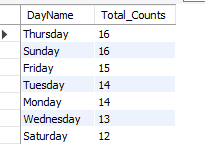 DayName Total_Counts
Thursday 16
Sunday 16
Friday 15
Tuesday 14
Monday 14
Wednesday 13
Saturday 12